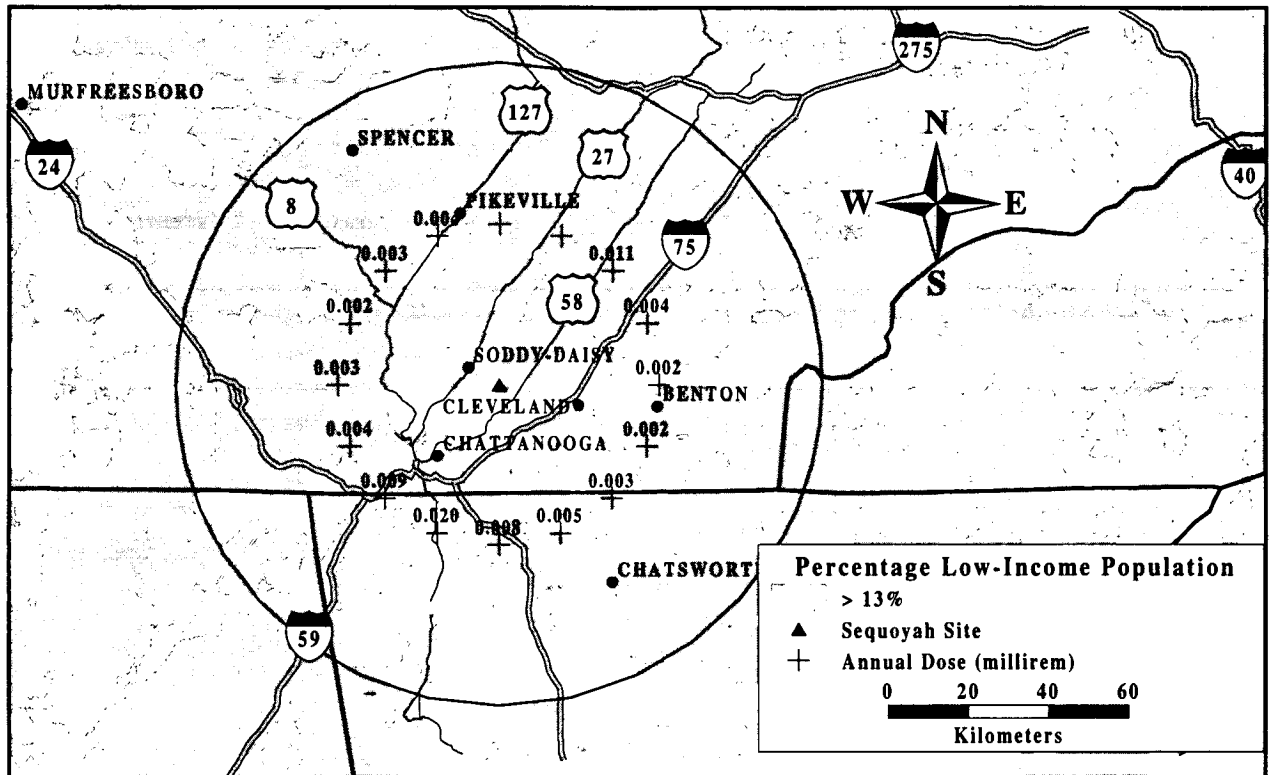 275
MURFREESBORO
127
SPENCER
24
27
40
N
W
E
S
8
PIKEVILLE
75
0.003
0.011
58
0.002
0.004
SODDY-DAISY
0.003
0.002
CLEVELAND
BENTON
0.004
CHATTANOOGA
0.002
0.009
0.003
0.020
0.008
0.005
CHATSWORT
59
Percentage Low-Income Population
> 13%
Sequoyah Site
Annual Dose (millirem)
0 20 40 60
Kilometers